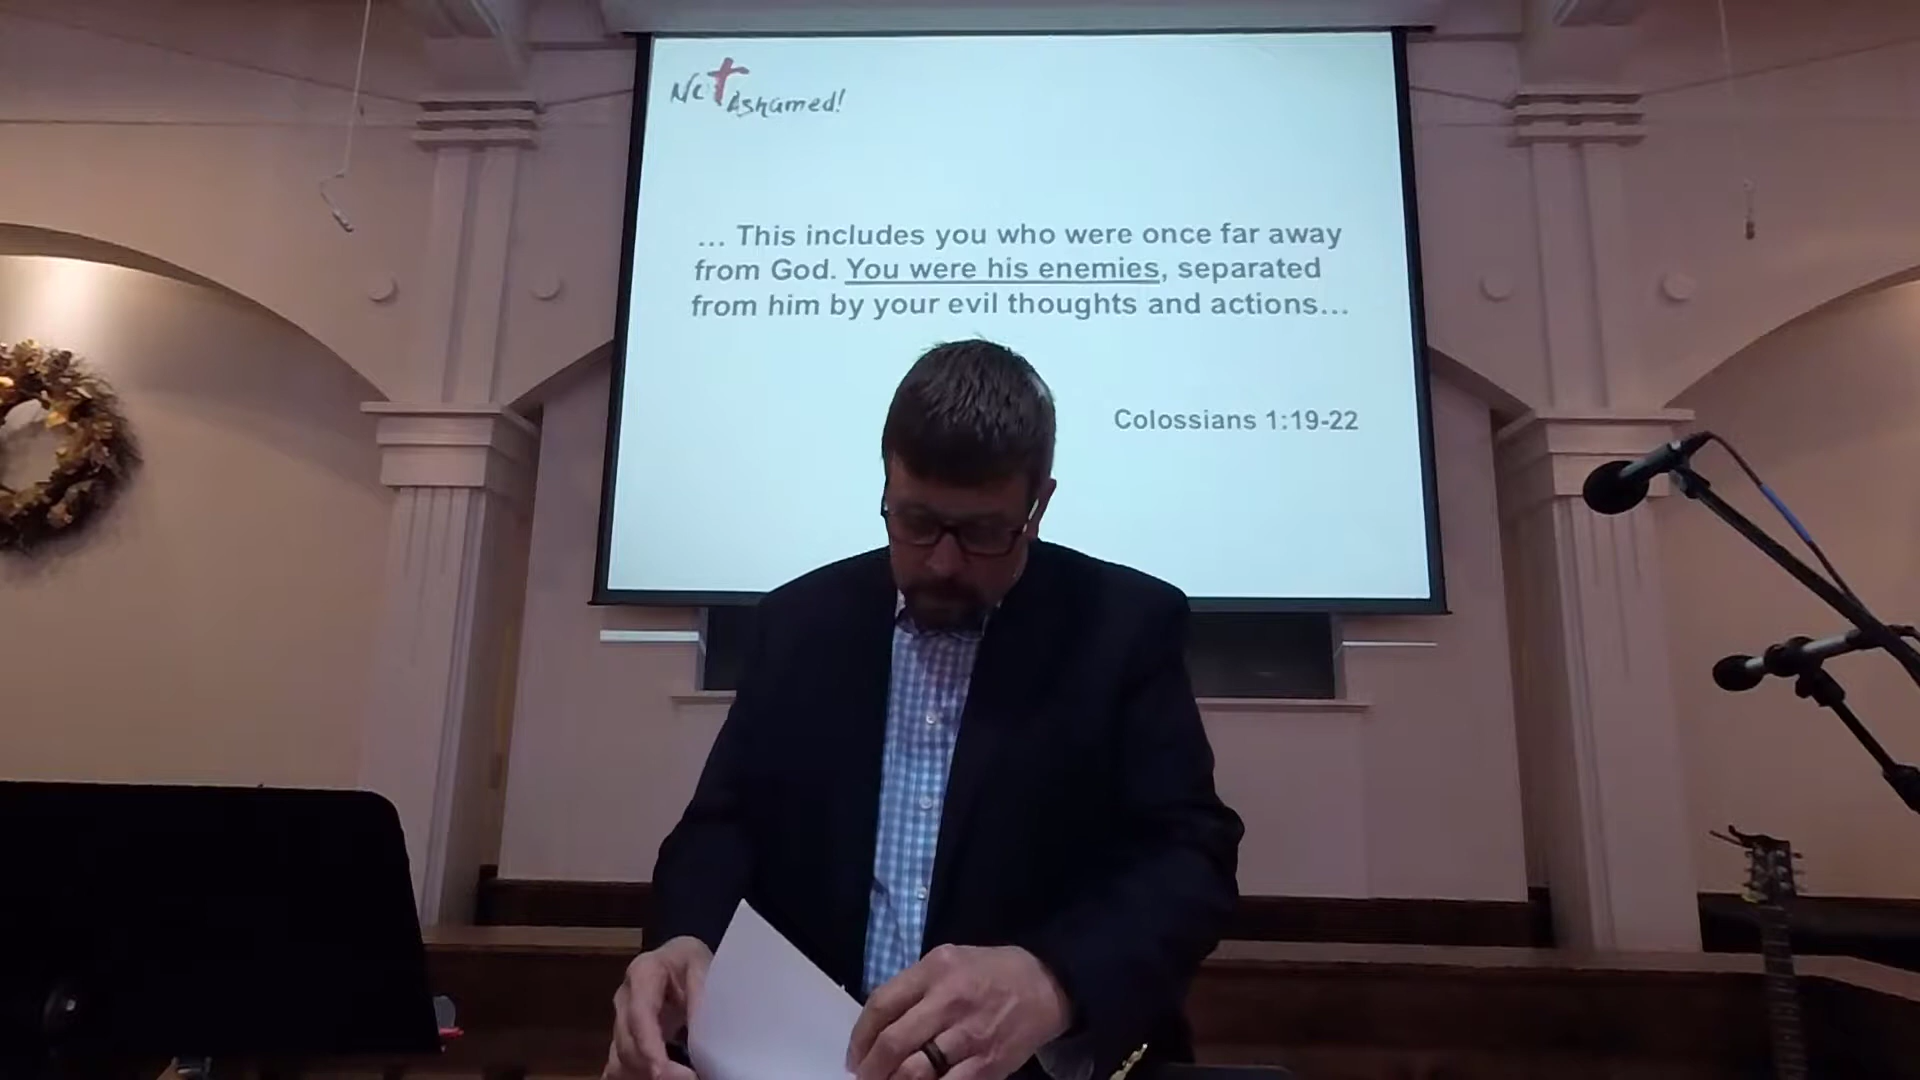 Not
Ashamed!
... This includes you who were once far away
from God. You were his enemies, separated
from him by your evil thoughts and actions...
Colossians 1:19-22